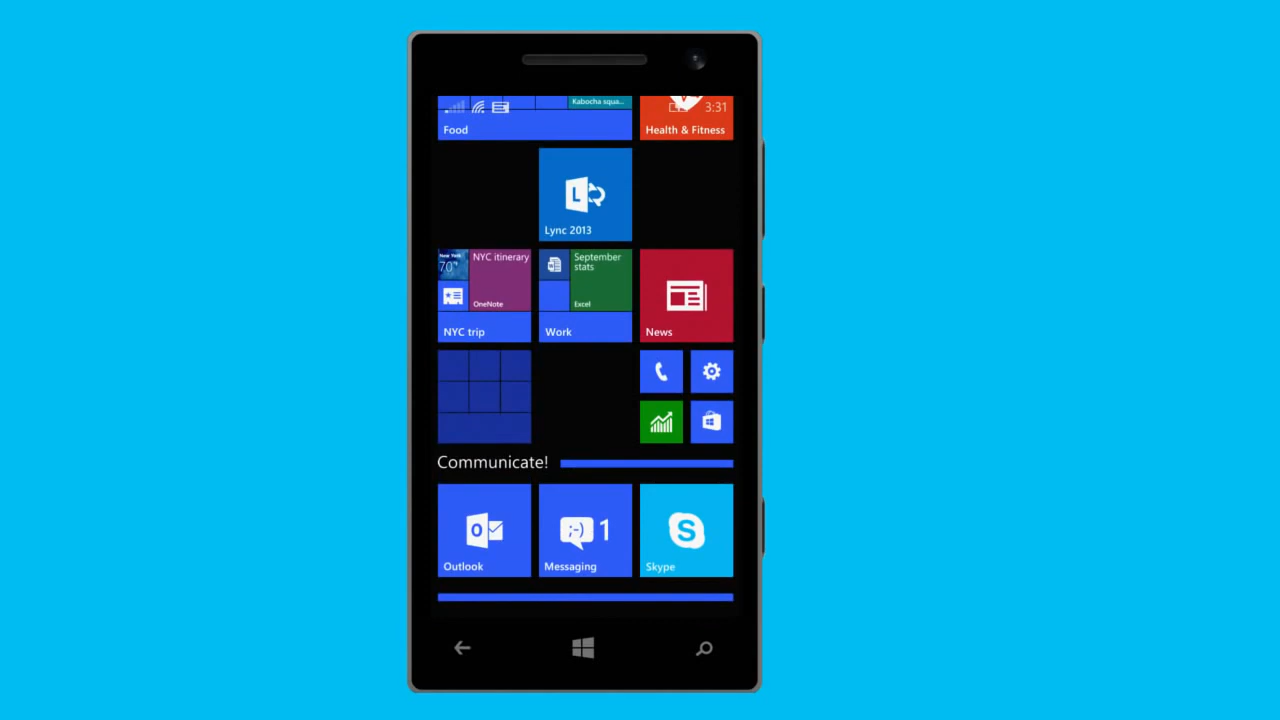 Kabocha squa...
3:31
Food
Health & Fitness
L
Lync 2013
New York
70°
NYC itinerary
OneNote
NYC trip
September
stats
Excel
Work
News
Communicate!
O
Outlook
;-) 1
Messaging
S
Skype